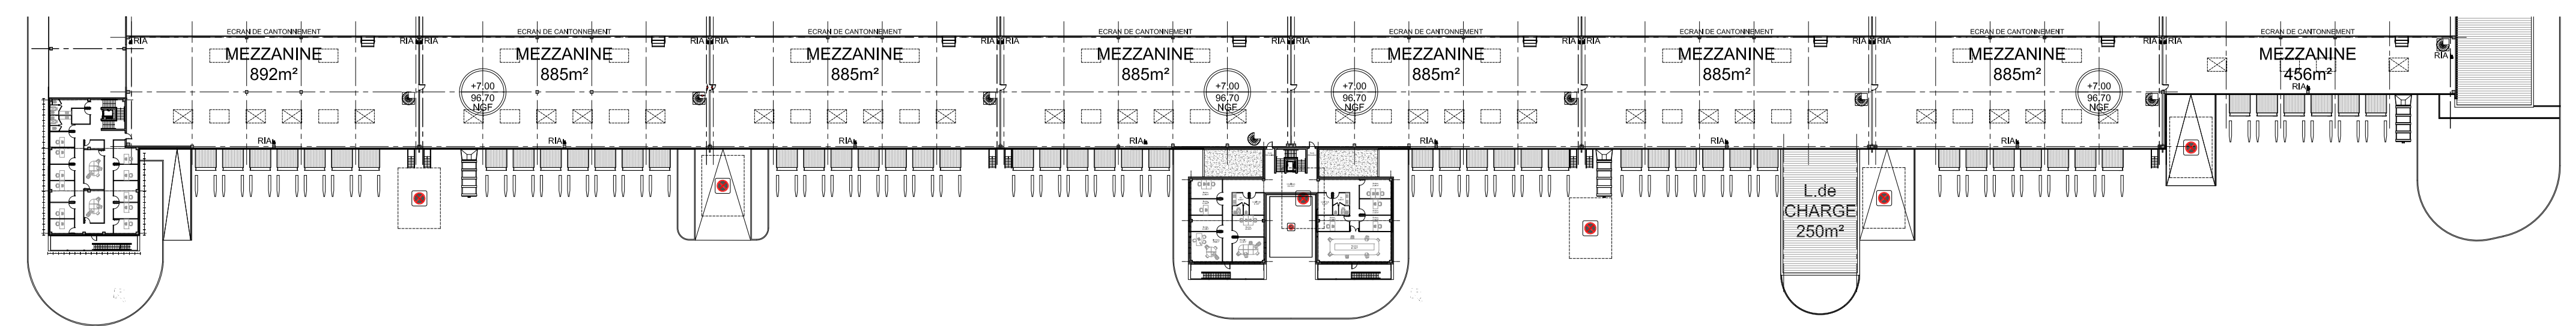 ECRAN DE CANTONNEMENT
ECRAN DE CANTONNEMENT
ECRAN DE CANTONNEMENT
ECRAN DE CANTONNEMENT
ECRAN DE CANTONNEMENT
ECRAN DE CANTONNEMENT
ECRAN DE CANTONNEMENT
ECRAN DE CANTONNEMENT
RIA
RIA RIA
RIA RIA
RIA RIA
RIA RIA
RIA RIA
RIA RIA
RIA RIA
RIA
MEZZANINE
892m²
MEZZANINE
885m²
MEZZANINE
885m²
MEZZANINE
885m²
MEZZANINE
885m²
MEZZANINE
885m²
MEZZANINE
885m²
MEZZANINE
456m²
+7.00
96.70
NGF
+7.00
96.70
NGF
+7.00
96.70
NGF
+7.00
96.70
NGF
RIA
RIA
RIA
RIA
RIA
RIA
RIA
RIA
L.de
CHARGE
250m²